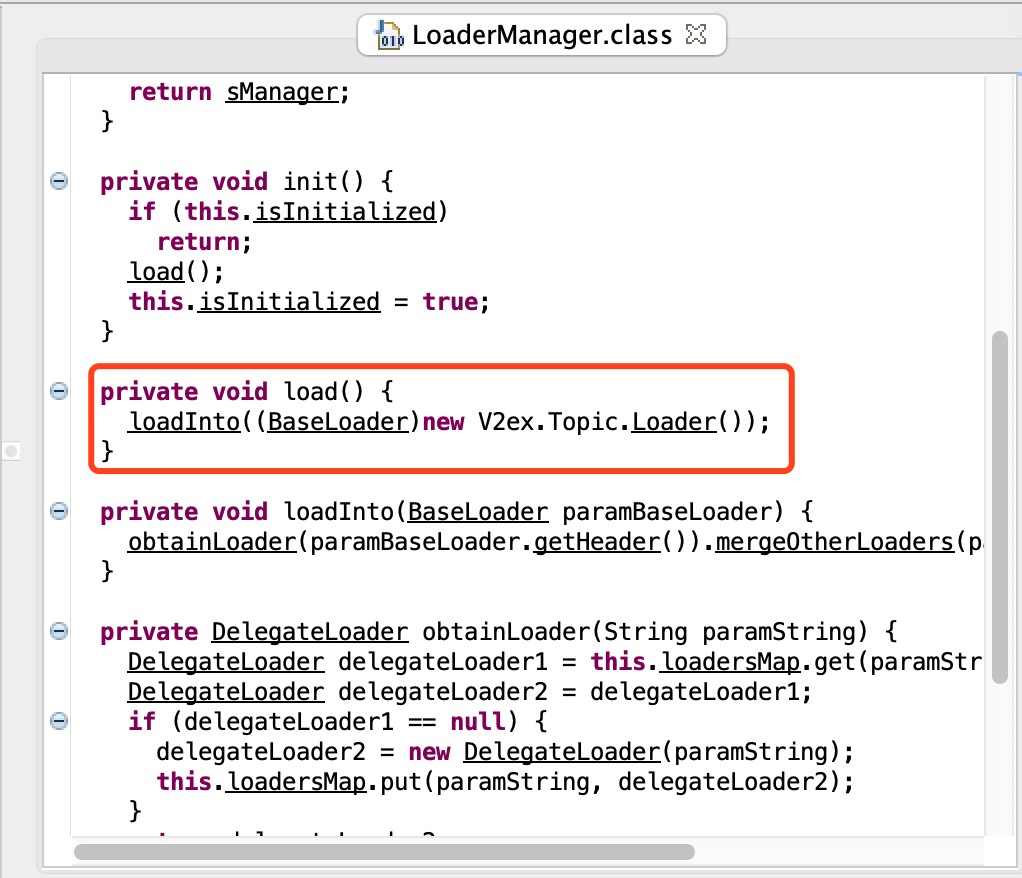 LoaderManager.class
return sManager;
}
private void init() {
if (this.isInitialized)
return;
load();
this.isInitialized = true;
}
private void load() {
loadInto((BaseLoader)new V2ex.Topic.Loader());
}
private void loadInto(BaseLoader paramBaseLoader) {
obtainLoader(paramBaseLoader.getHeader()).mergeOtherLoaders(
}
private DelegateLoader obtainLoader(String paramString) {
DelegateLoader delegateLoader1 = this.loadersMap.get(paramStr
DelegateLoader delegateLoader2 = delegateLoader1;
if (delegateLoader1 == null) {
delegateLoader2 = new DelegateLoader(paramString);
this.loadersMap.put(paramString, delegateLoader2);
}